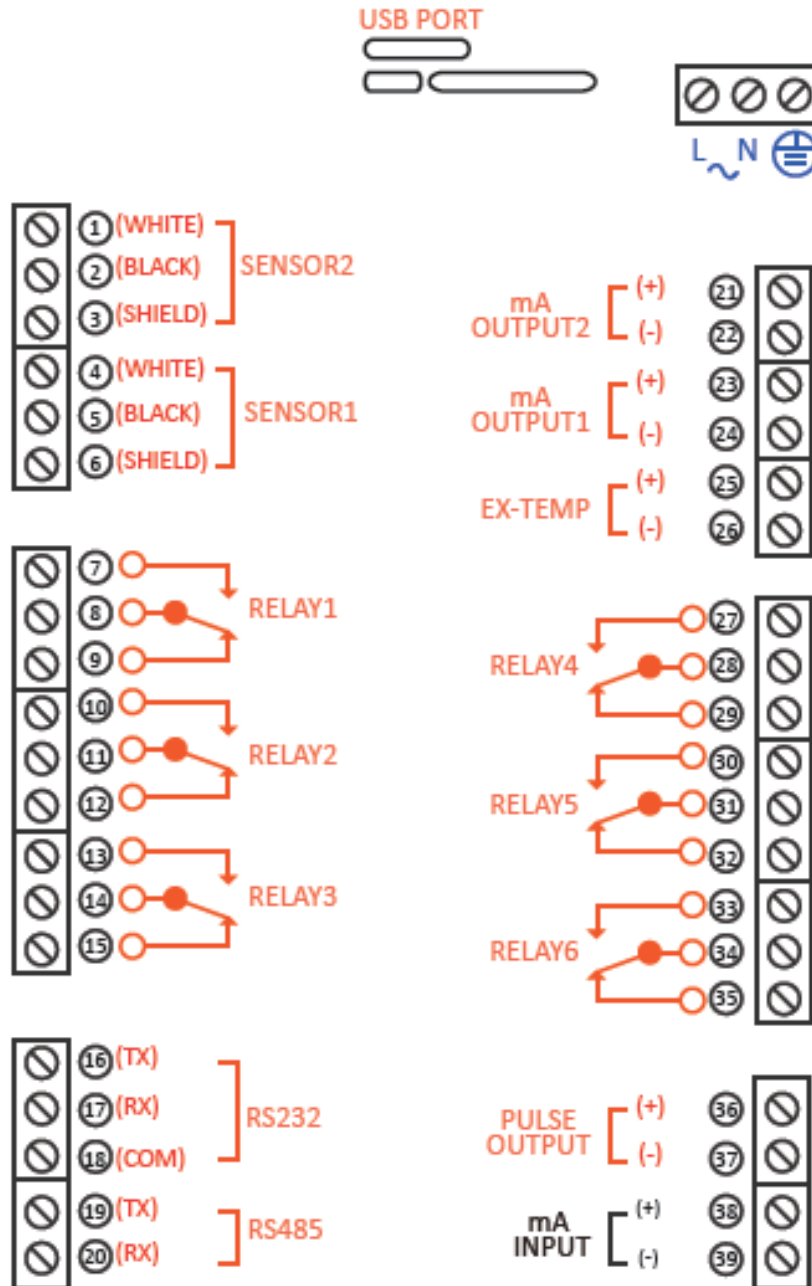 USB PORT
L N
1 (WHITE)
2 (BLACK) SENSOR2
3 (SHIELD)
4 (WHITE)
5 (BLACK) SENSOR1
6 (SHIELD)
7
8 RELAY1
9
10
11 RELAY2
12
13
14 RELAY3
15
16 (TX)
17 (RX) RS232
18 (COM)
19 (TX)
RS485
20 (RX)
mA (+) 21
OUTPUT2 (-) 22
mA (+) 23
OUTPUT1 (-) 24
(+) 25
EX-TEMP
(-) 26
27
RELAY4 28
29
30
RELAY5 31
32
33
RELAY6 34
35
PULSE (+) 36
OUTPUT (-) 37
mA (+) 38
INPUT (-) 39